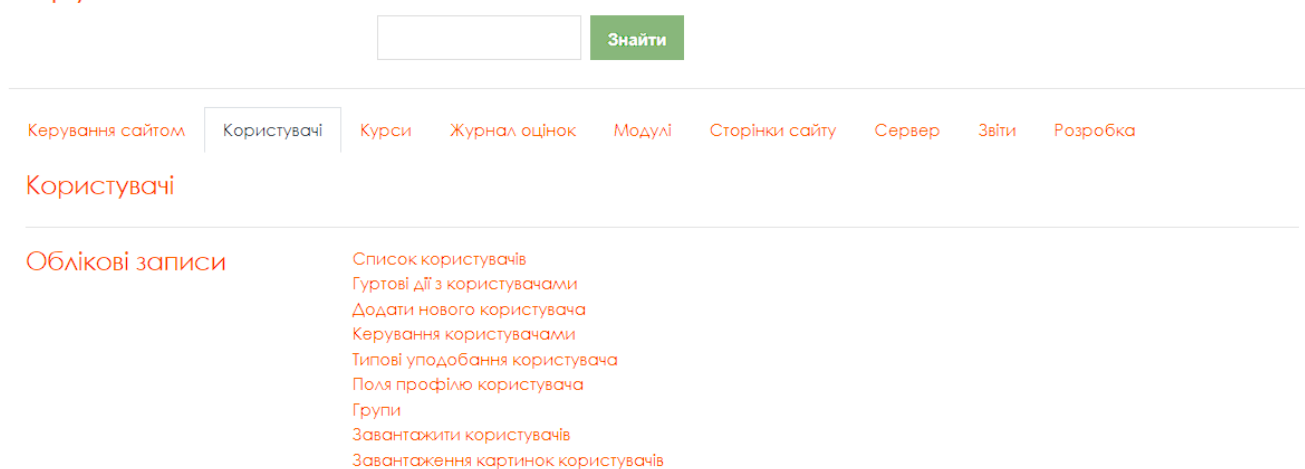 Знайти
Керування сайтом Користувачі Курси Журнал оцінок Модулі Сторінки сайту Сервер Звіти Розробка
Користувачі
Облікові записи
Список користувачів
Гуртові дії з користувачами
Додати нового користувача
Керування користувачами
Типові уподобання користувача
Поля профілю користувача
Групи
Завантажити користувачів
Завантаження картинок користувачів